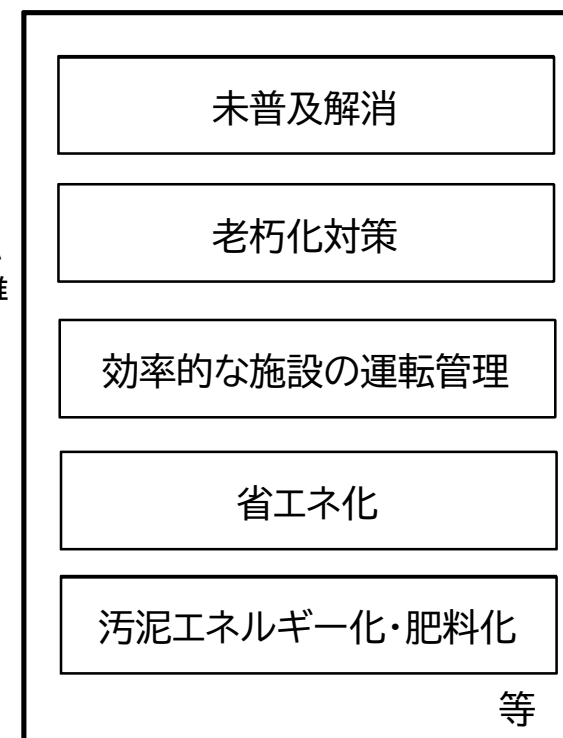 未普及解消
老朽化対策
効率的な施設の運転管理
省エネ化
汚泥エネルギー化・肥料化
等